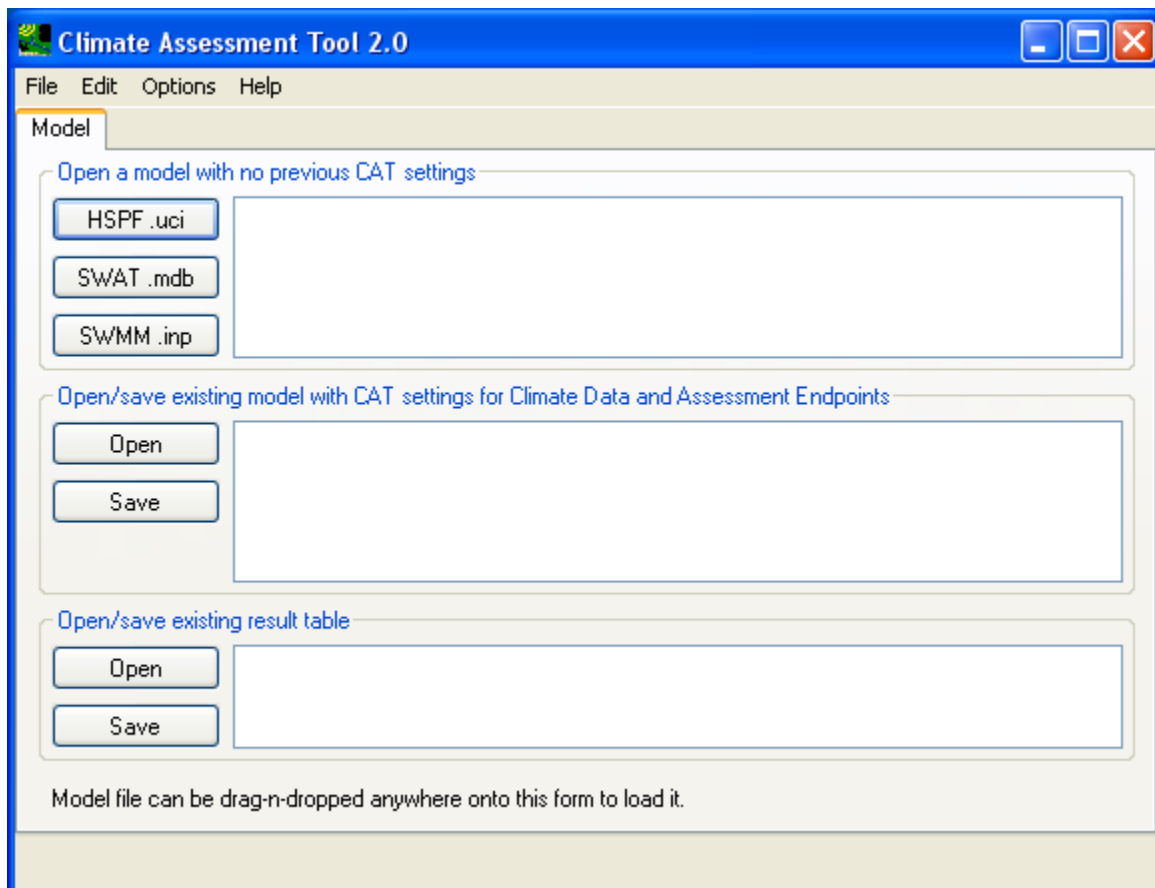 Climate Assessment Tool 2.0
File Edit Options Help
Model
Open a model with no previous CAT settings
HSPF .uci
SWAT .mdb
SWMM .inp
Open/save existing model with CAT settings for Climate Data and Assessment Endpoints
Open
Save
Open/save existing result table
Open
Save
Model file can be drag-n-dropped anywhere onto this form to load it.